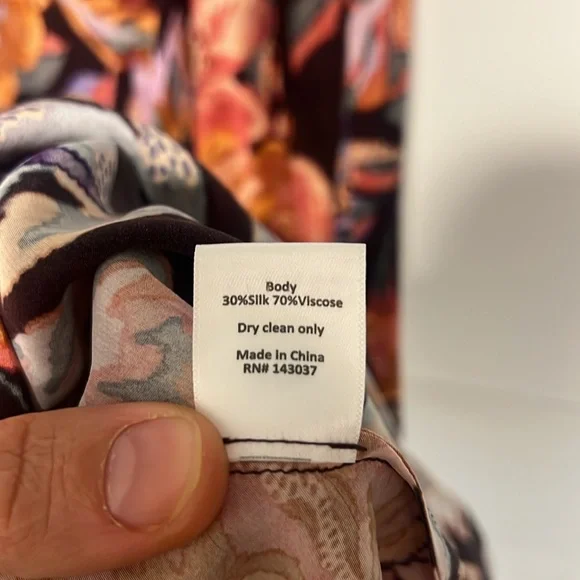 Body
30%Silk 70%Viscose
Dry clean only
Made in China
RN# 143037